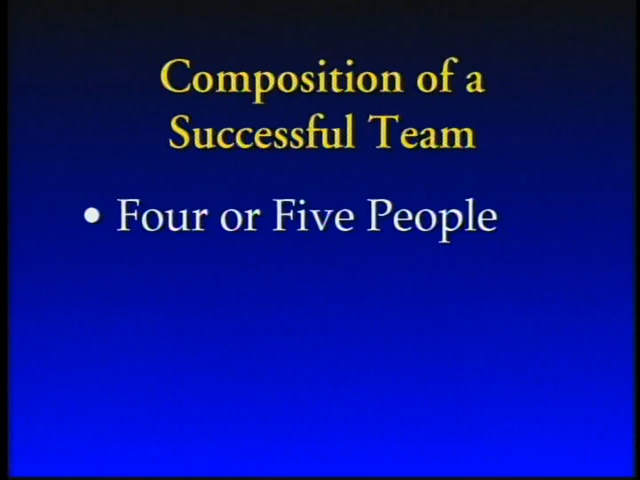 Composition of a
Successful Team
• Four or Five People